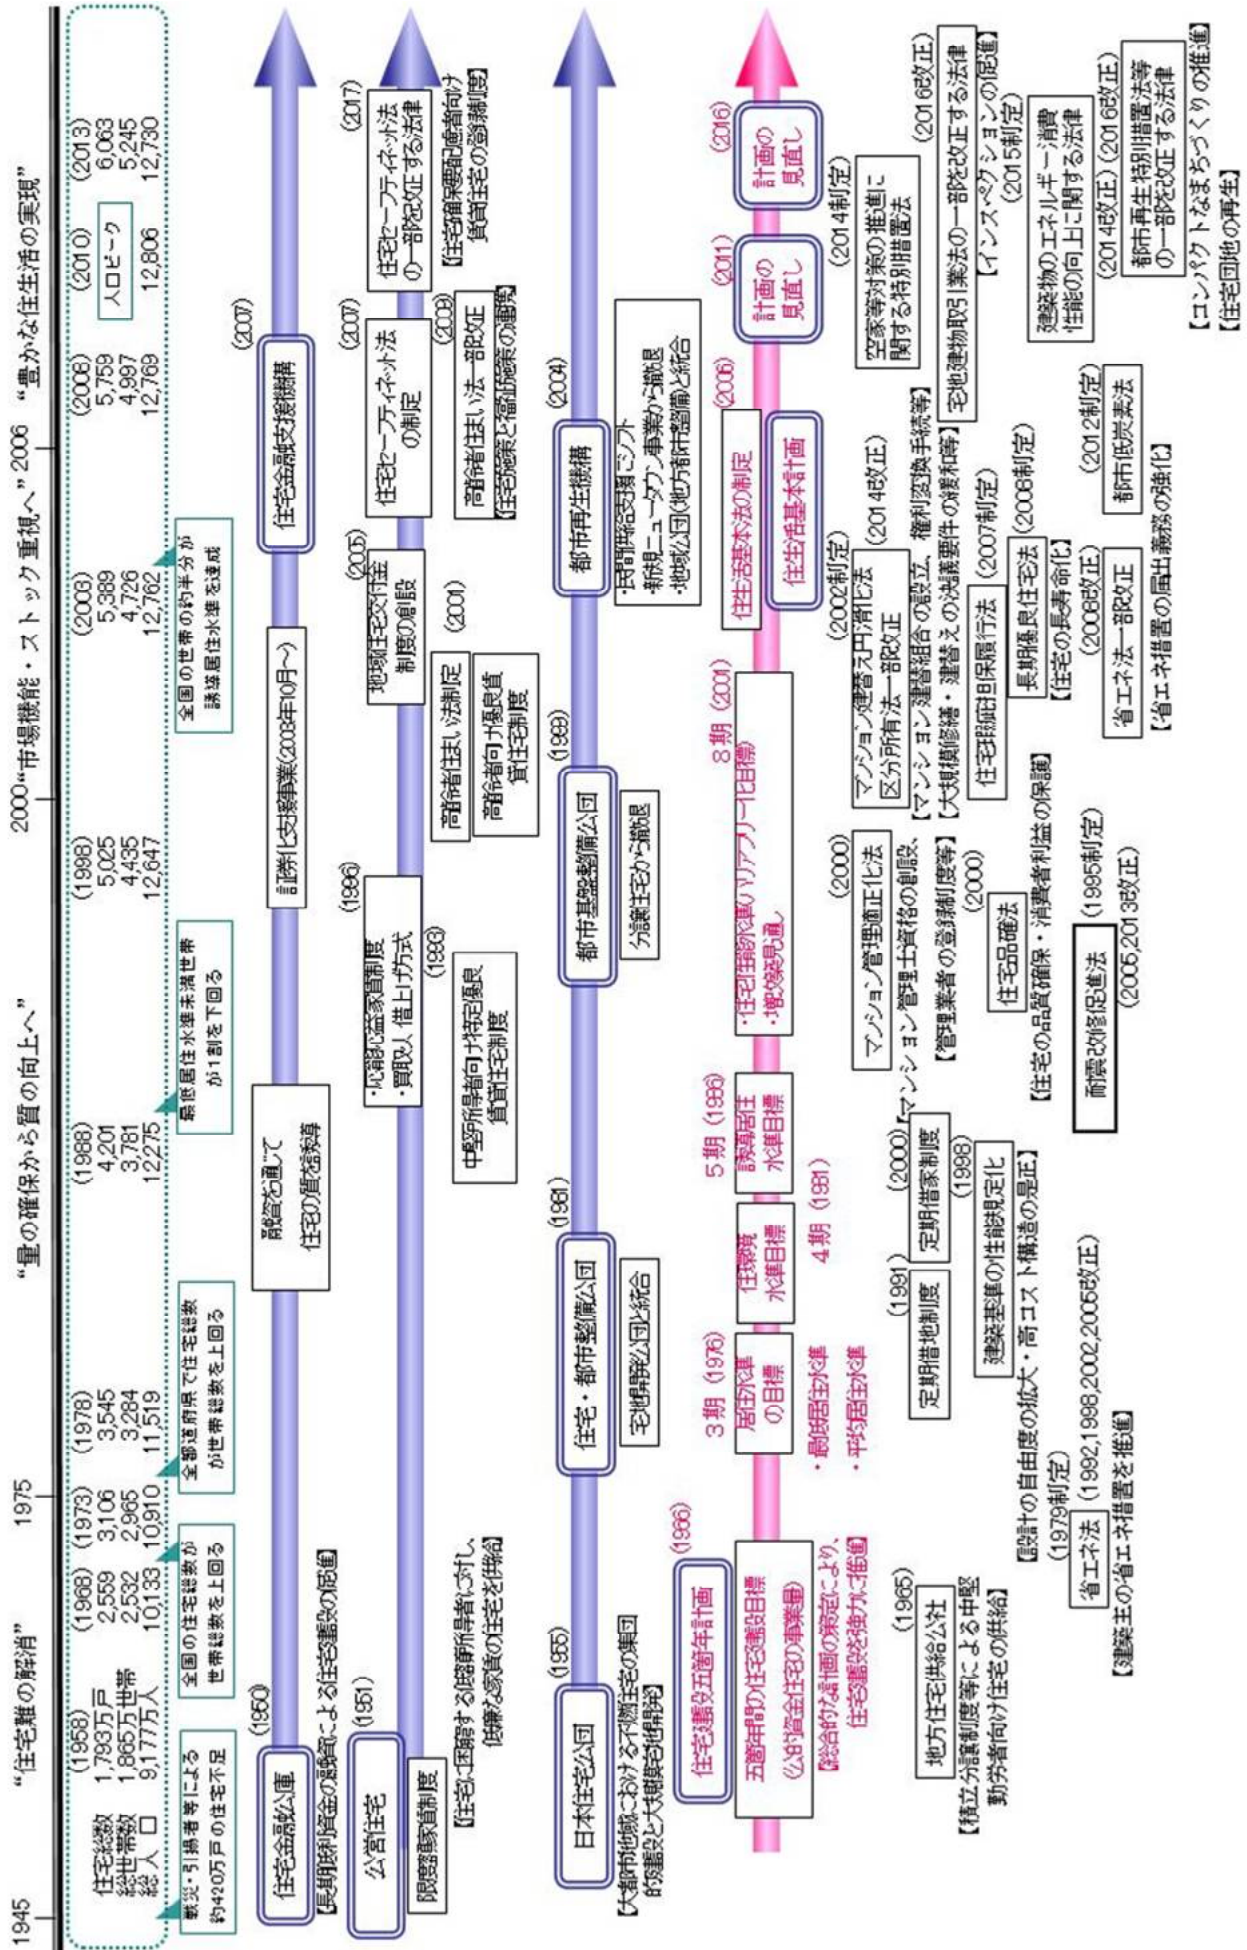 1945
“住宅難の解消”
1975
“量の確保から質の向上へ”
2000
“市場機能・ストック重視へ”
2006
“豊かな住生活の実現”
(1958)
(1968)
(1973)
(1978)
(1988)
(1998)
(2003)
(2008)
(2010)
(2013)
住宅総数 1,793万戸 2,559 3,106 3,545 4,201 5,025 5,389 5,759 6,063
人口ピーク
総世帯数 1,865万世帯 2,532 2,965 3,284 3,781 4,435 4,726 4,997 5,245
総人口 9,177万人 10,133 10,910 11,519 12,275 12,647 12,762 12,769 12,806 12,730
戦災・引揚者等による
約420万戸の住宅不足
全国の住宅総数が
世帯総数を上回る
全都道府県で住宅総数
が世帯総数を上回る
最低居住水準未満世帯
が1割を下回る
全国の世帯の約半分が
誘導居住水準を達成
(1950)
住宅金融公庫
【長期低利資金の融資による住宅建設の促進】
融資を通じて
住宅の質を誘導
証券化支援事業(2003年10月～)
(2007)
住宅金融支援機構
(1951)
公営住宅
限度額家賃制度
【住宅に困窮する低額所得者に対し、
低廉な家賃の住宅を供給】
(1996)
・応能応益家賃制度
・買取り、借上げ方式
(1993)
中堅所得者向け特定優良
賃貸住宅制度
(2005)
地域住宅交付金
制度の創設
(2001)
高齢者住まい法制定
高齢者向け優良賃
貸住宅制度
(2007)
住宅セーフティネット法
の制定
(2009)
高齢者住まい法一部改正
【住宅施策と福祉施策の連携】
(2017)
住宅セーフティネット法
の一部を改正する法律
【住宅確保要配慮者向け
賃貸住宅の登録制度】
(1955)
日本住宅公団
【大都市地域における不燃住宅の集団
的建設と大規模宅地開発】
(1981)
住宅・都市整備公団
宅地開発公団と統合
(1999)
都市基盤整備公団
分譲住宅から撤退
(2004)
都市再生機構
・民間供給支援にシフト
・新規ニュータウン事業から撤退
・地域公団(地方都市整備)と統合
(1966)
住宅建設五箇年計画
五箇年間の住宅建設目標
(公的資金住宅の事業量)
【総合的な計画の策定により、
住宅建設を強力に推進】
3期 (1976)
居住水準
の目標
・最低居住水準
・平均居住水準
住環境
水準目標
4期 (1981)
5期 (1986)
誘導居住
水準目標
8期 (2001)
・住宅性能水準(バリアフリー化目標)
・増改築見通し
(2006)
住生活基本法の制定
住生活基本計画
(2011)
計画の
見直し
(2016)
計画の
見直し
(1965)
地方住宅供給公社
【積立分譲制度等による中堅
勤労者向け住宅の供給】
(1991)
定期借地制度
(2000)
定期借家制度
(1998)
建築基準の性能規定化
【設計の自由度の拡大・高コスト構造の是正】
(1979制定)
省エネ法
(1992,1998,2002,2005改正)
【建築主の省エネ措置を推進】
(2000)
マンション管理適正化法
【マンション管理士資格の創設、
管理業者の登録制度等】
(2000)
住宅品確法
【住宅の品質確保・消費者利益の保護】
(1995制定)
耐震改修促進法
(2005,2013改正)
(2002制定)
マンション建替え円滑化法
区分所有法一部改正
(2014改正)
【マンション建替組合の設立、権利変換手続等】
【大規模修繕・建替えの決議要件の緩和等】
(2007制定)
住宅瑕疵担保履行法
(2008制定)
長期優良住宅法
【住宅の長寿命化】
(2008改正)
省エネ法一部改正
【省エネ措置の届出義務の強化】
(2012制定)
都市低炭素法
(2014制定)
空家等対策の推進に
関する特別措置法
(2016改正)
宅地建物取引業法の一部を改正する法律
【インスペクションの促進】
(2015制定)
建築物のエネルギー消費
性能の向上に関する法律
(2014改正) (2016改正)
都市再生特別措置法等
の一部を改正する法律
【コンパクトなまちづくりの推進】
【住宅団地の再生】